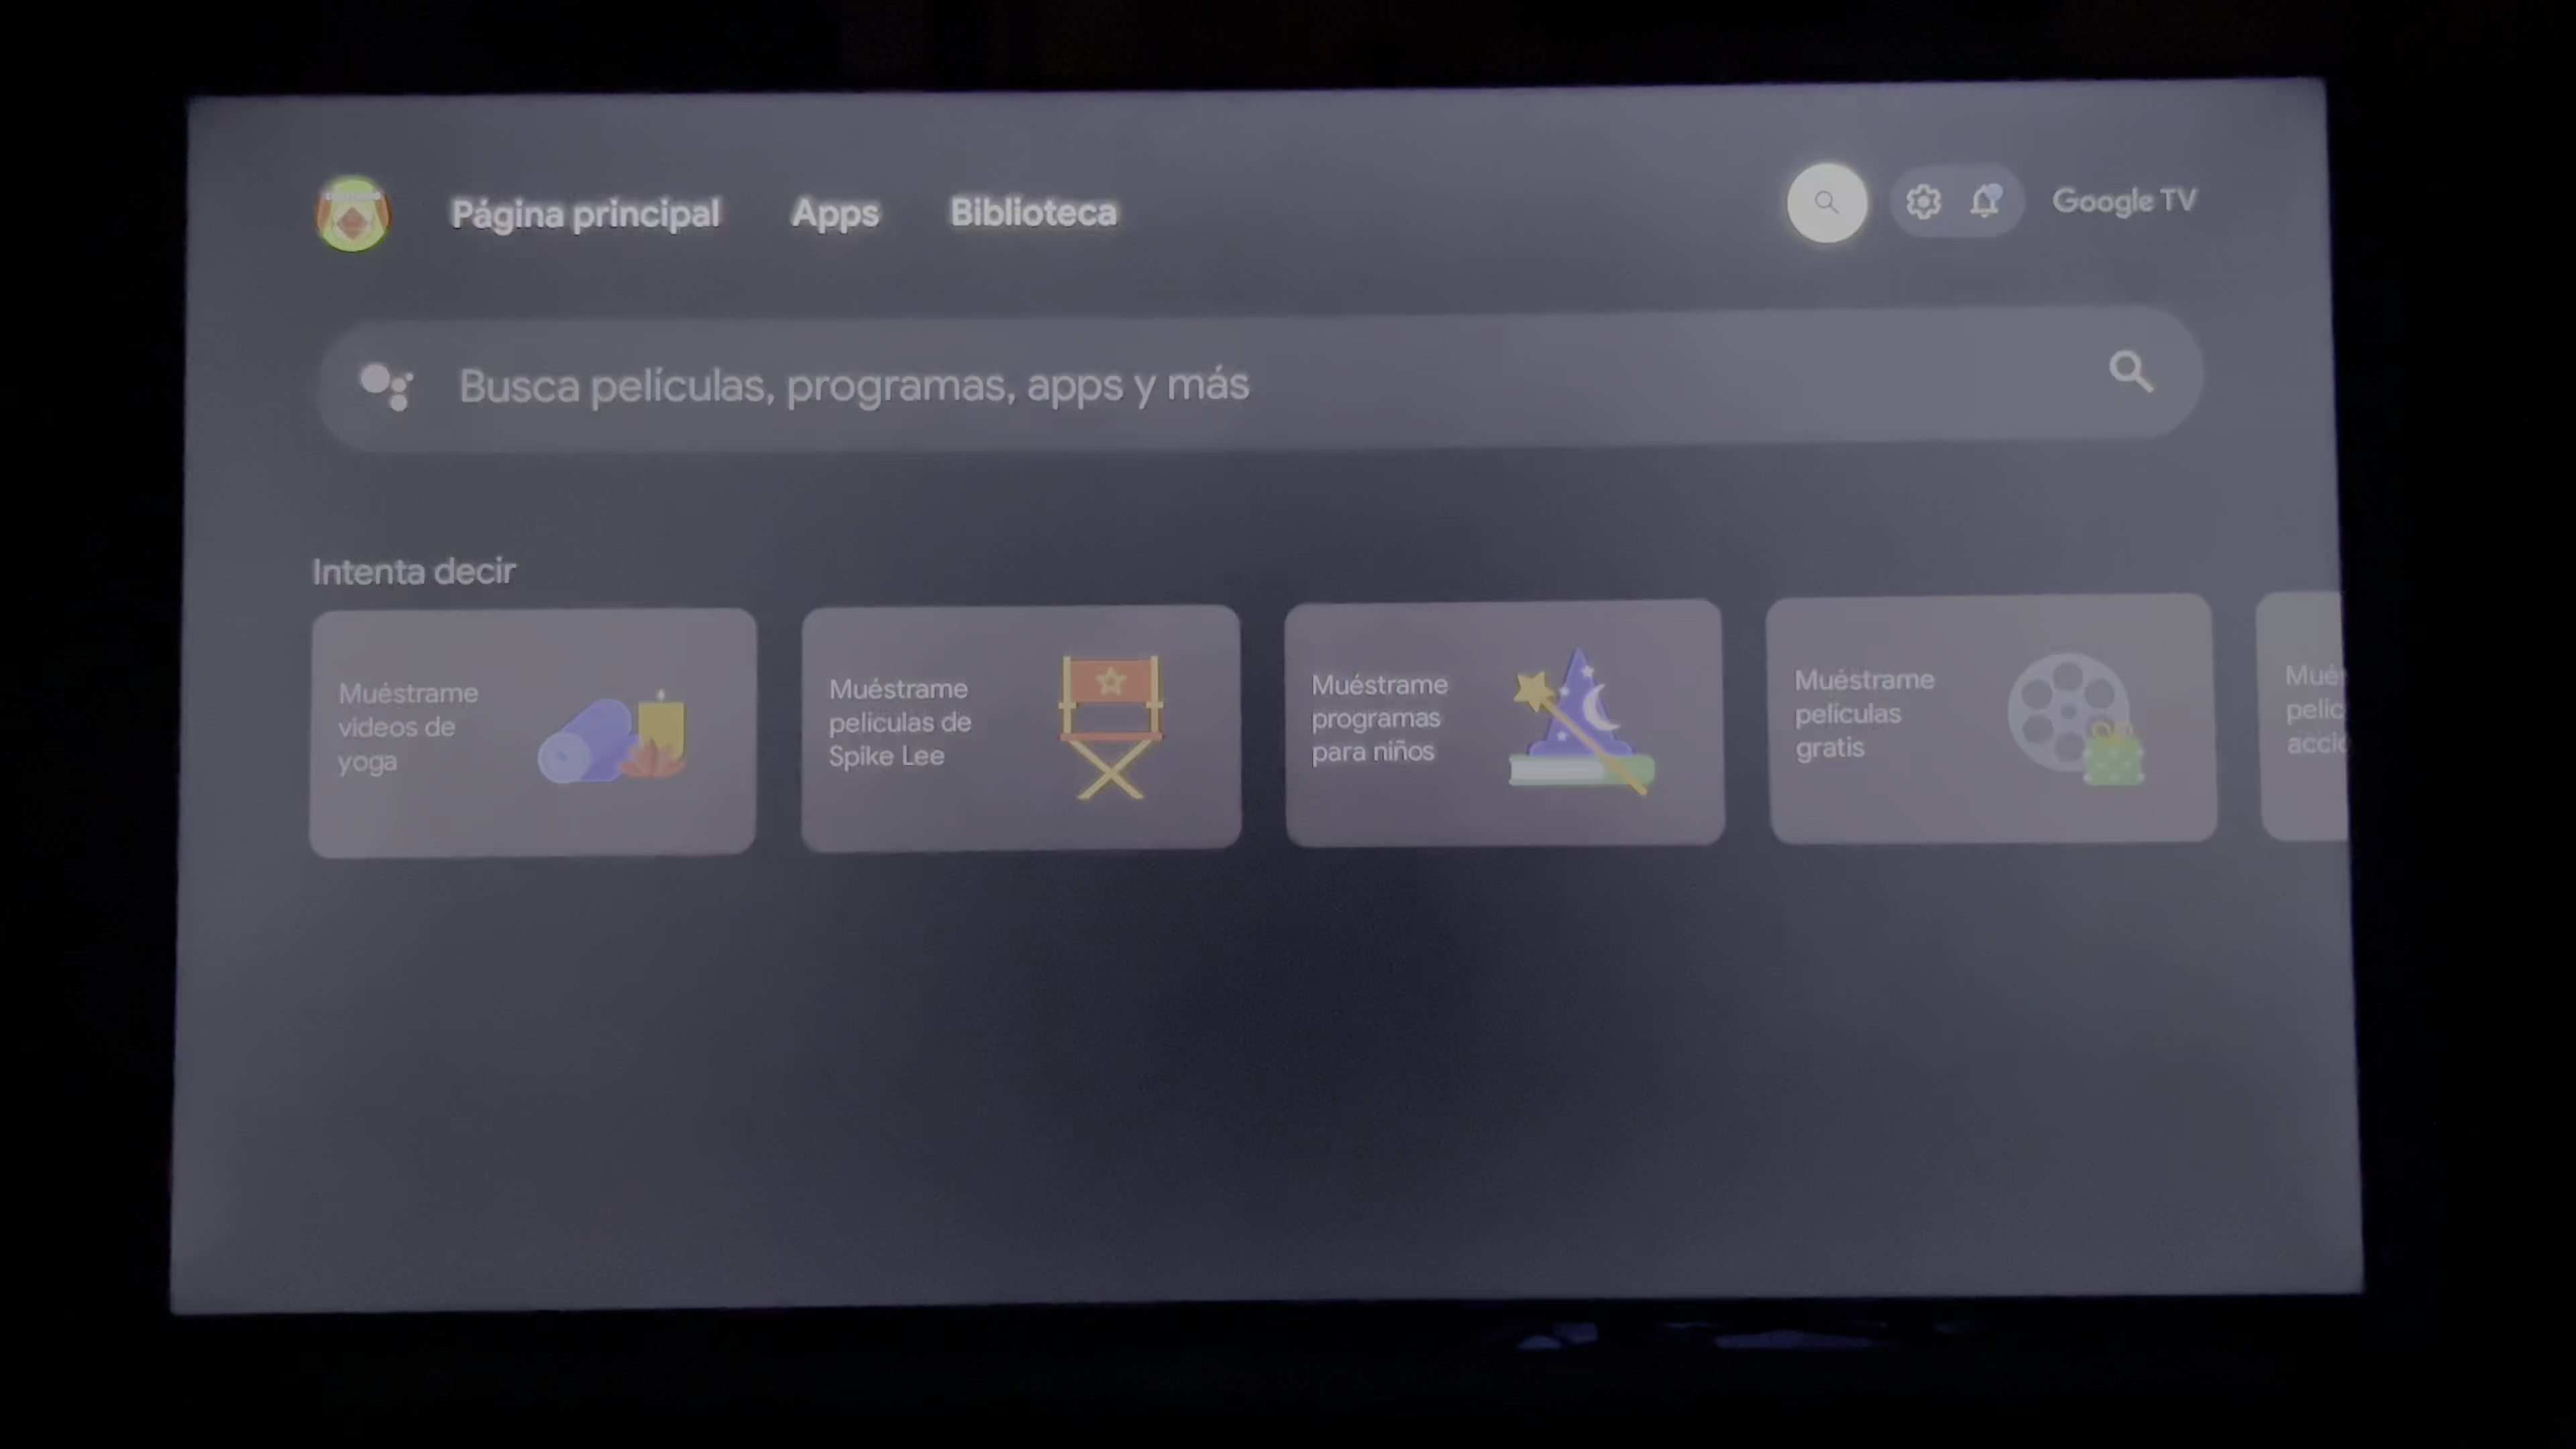 Página principal Apps Biblioteca Google TV
Busca películas, programas, apps y más
Intenta decir
Muéstrame
videos de
yoga
Muéstrame
películas de
Spike Lee
Muéstrame
programas
para niños
Muéstrame
películas
gratis